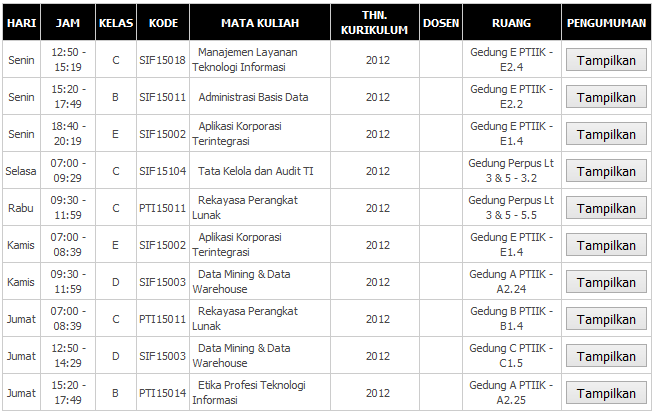 HARI JAM KELAS KODE MATA KULIAH THN. KURIKULUM DOSEN RUANG PENGUMUMAN
Senin 12:50 - 15:19 C SIF15018 Manajemen Layanan Teknologi Informasi 2012 Gedung E PTIIK - E2.4 Tampilkan
Senin 15:20 - 17:49 B SIF15011 Administrasi Basis Data 2012 Gedung E PTIIK - E2.2 Tampilkan
Senin 18:40 - 20:19 E SIF15002 Aplikasi Korporasi Terintegrasi 2012 Gedung E PTIIK - E1.4 Tampilkan
Selasa 07:00 - 09:29 C SIF15104 Tata Kelola dan Audit TI 2012 Gedung Perpus Lt 3 & 5 - 3.2 Tampilkan
Rabu 09:30 - 11:59 C PTI15011 Rekayasa Perangkat Lunak 2012 Gedung Perpus Lt 3 & 5 - 5.5 Tampilkan
Kamis 07:00 - 08:39 E SIF15002 Aplikasi Korporasi Terintegrasi 2012 Gedung E PTIIK - E1.4 Tampilkan
Kamis 09:30 - 11:59 D SIF15003 Data Mining & Data Warehouse 2012 Gedung A PTIIK - A2.24 Tampilkan
Jumat 07:00 - 08:39 C PTI15011 Rekayasa Perangkat Lunak 2012 Gedung B PTIIK - B1.4 Tampilkan
Jumat 12:50 - 14:29 D SIF15003 Data Mining & Data Warehouse 2012 Gedung C PTIIK - C1.5 Tampilkan
Jumat 15:20 - 17:49 B PTI15014 Etika Profesi Teknologi Informasi 2012 Gedung A PTIIK - A2.25 Tampilkan